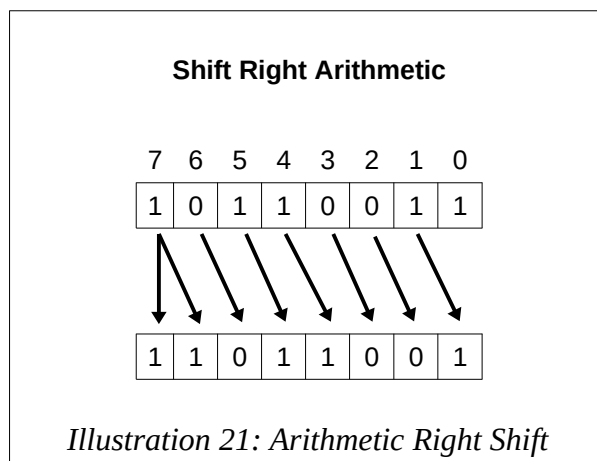 Shift Right Arithmetic
7 6 5 4 3 2 1 0
1 0 1 1 0 0 1 1
1 1 0 1 1 0 0 1
Illustration 21: Arithmetic Right Shift